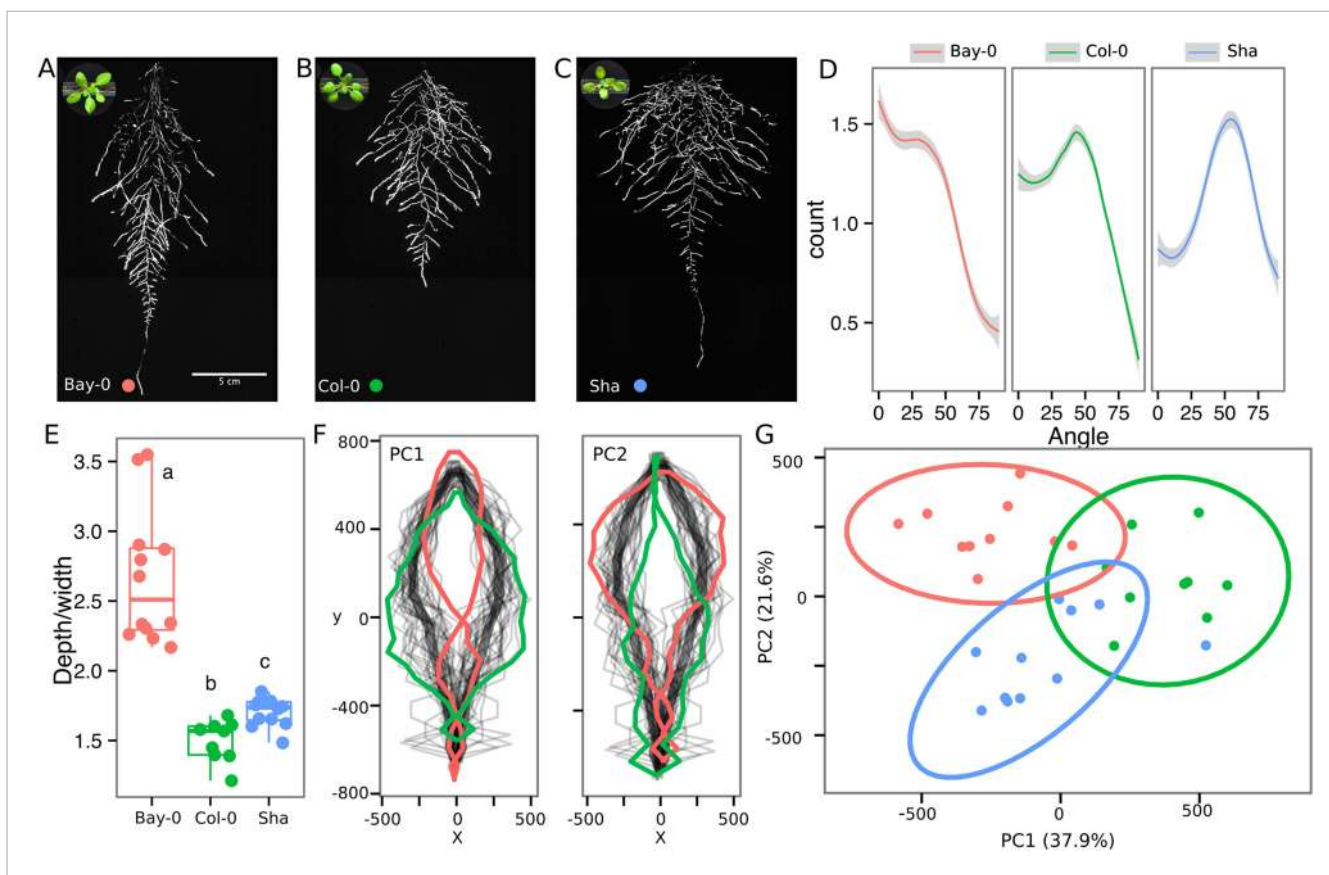 A
B
C
D
Bay-0
Col-0
Sha
count
1.5
1.0
0.5
0 25 50 75
0 25 50 75
0 25 50 75
Angle
Bay-0
5 cm
Col-0
Sha
E
Depth/width
3.5
3.0
2.5
2.0
1.5
a
b
c
Bay-0 Col-0 Sha
F
PC1
PC2
800
400
y
0
-400
-800
-500 0 500
X
-500 0 500
X
G
PC2 (21.6%)
500
0
-500
-500 0 500
PC1 (37.9%)